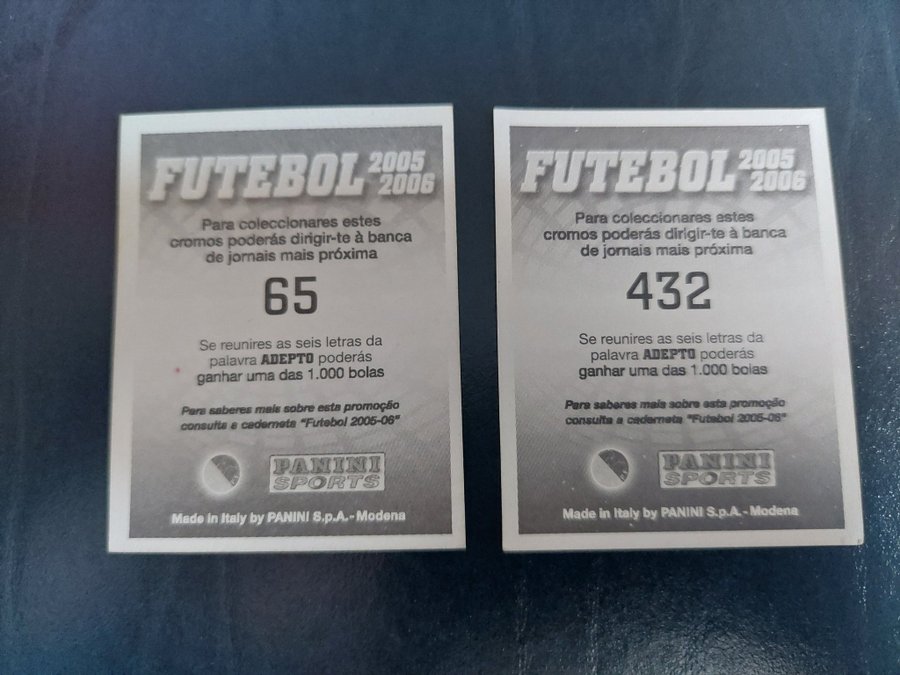 FUTEBOL 2005
2006
Para coleccionares estes
cromos poderás dirigir-te à banca
de jornais mais próxima
65
Se reunires as seis letras da
palavra ADEPTO poderás
ganhar uma das 1.000 bolas
Para saberes mais sobre esta promoção
consulta a caderneta "Futebol 2005-06"
PANINI
SPORTS
Made in Italy by PANINI S.p.A. - Modena
FUTEBOL 2005
2006
Para coleccionares estes
cromos poderás dirigir-te à banca
de jornais mais próxima
432
Se reunires as seis letras da
palavra ADEPTO poderás
ganhar uma das 1.000 bolas
Para saberes mais sobre esta promoção
consulta a caderneta "Futebol 2005-06"
PANINI
SPORTS
Made in Italy by PANINI S.p.A. - Modena